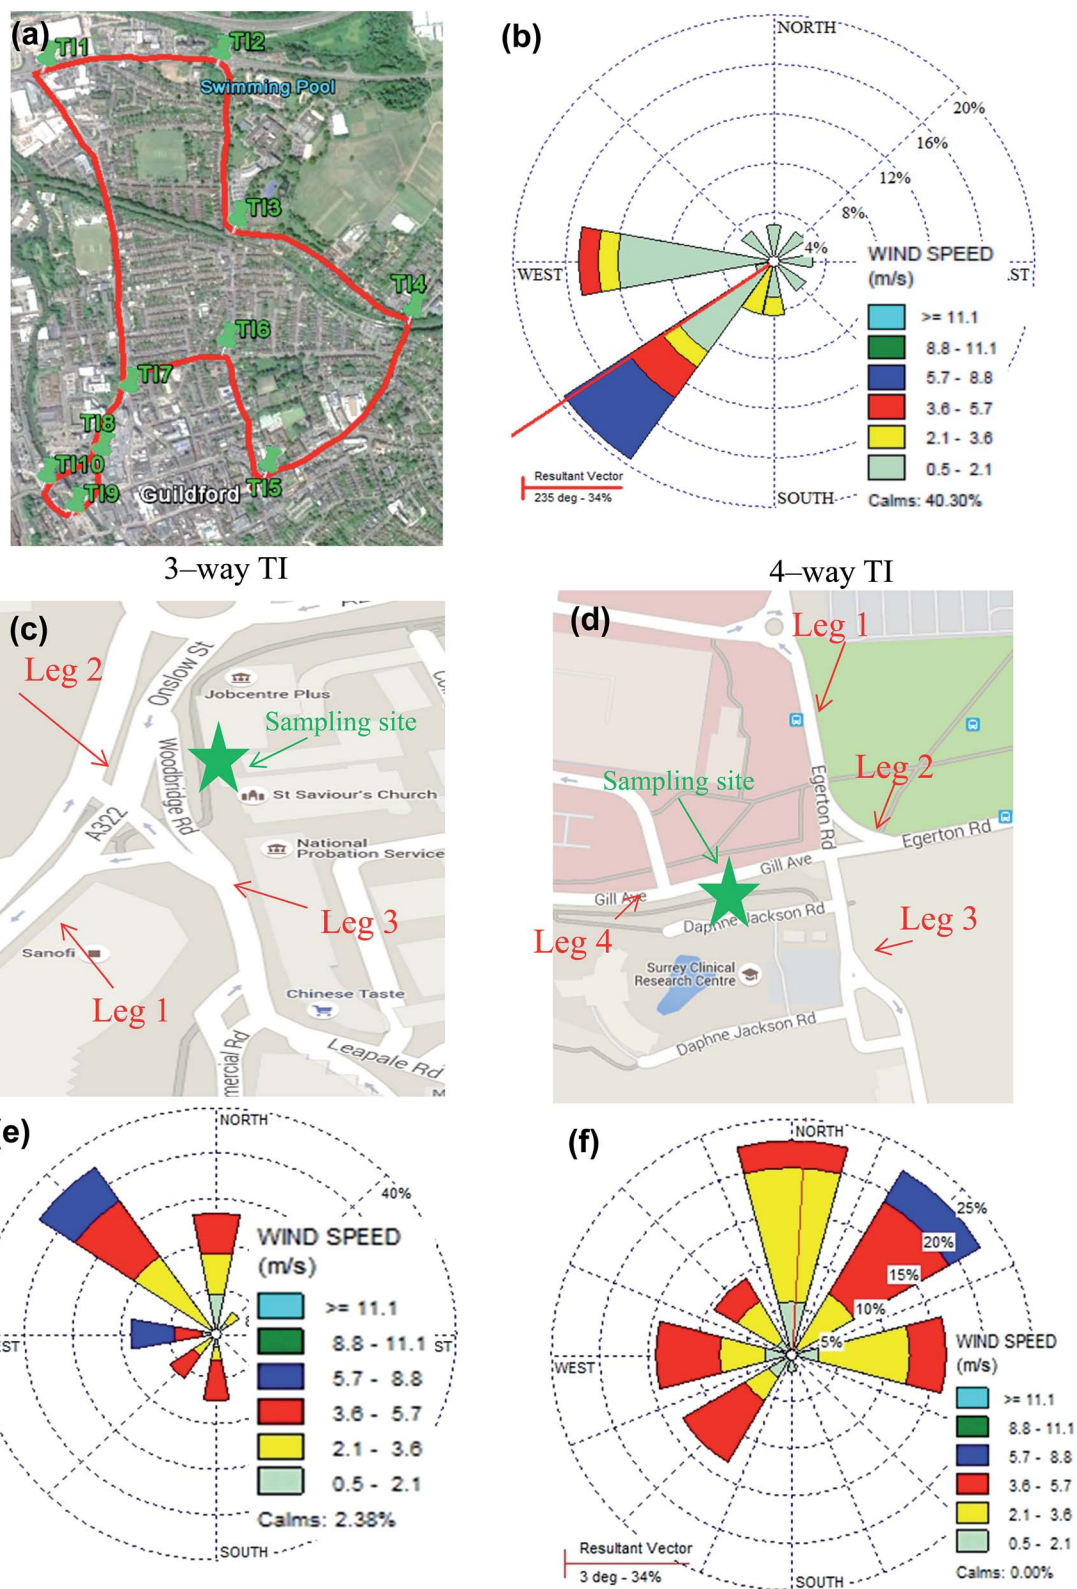 (a)
TI1
TI2
Swimming Pool
TI3
TI4
TI6
TI7
TI8
TI10
TI9
Guildford
TI5
(b)
NORTH
20%
16%
12%
8%
4%
WEST
ST
SOUTH
WIND SPEED
(m/s)
>= 11.1
8.8 - 11.1
5.7 - 8.8
3.6 - 5.7
2.1 - 3.6
0.5 - 2.1
Calms: 40.30%
Resultant Vector
235 deg - 34%
3–way TI
4–way TI
(c)
Leg 2
Onslow St
Jobcentre Plus
Sampling site
Woodbridge Rd
A322
St Saviour's Church
National
Probation Service
Leg 3
Sanofi
Leg 1
Chinese Taste
mercial Rd
Leapale Rd
(d)
Leg 1
Sampling site
Egerton Rd
Leg 2
Egerton Rd
Gill Ave
Gill Ave
Daphne Jackson Rd
Leg 3
Leg 4
Surrey Clinical
Research Centre
Daphne Jackson Rd
e)
NORTH
40%
EST
ST
SOUTH
WIND SPEED
(m/s)
>= 11.1
8.8 - 11.1
5.7 - 8.8
3.6 - 5.7
2.1 - 3.6
0.5 - 2.1
Calms: 2.38%
(f)
NORTH
25%
20%
15%
10%
5%
WEST
SOUTH
WIND SPEED
(m/s)
>= 11.1
8.8 - 11.1
5.7 - 8.8
3.6 - 5.7
2.1 - 3.6
0.5 - 2.1
Calms: 0.00%
Resultant Vector
3 deg - 34%